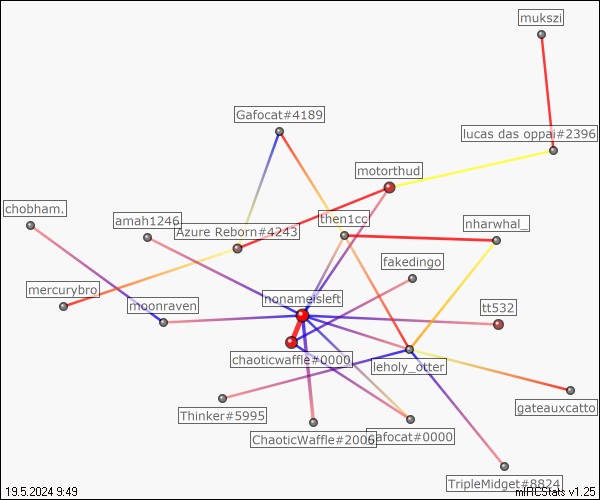 mukszi
Gafocat#4189
lucas das oppai#2396
motorthud
chobham.
amah1246
then1cc
nharwhal_
Azure Reborn#4243
fakedingo
mercurybro
moonraven
nonameisleft
tt532
chaoticwaffle#0000
leholy_otter
Thinker#5995
gateauxcatto
ChaoticWaffle#2006
Gafocat#0000
TripleMidget#8824
19.5.2024 9:49
mIRCStats v1.25